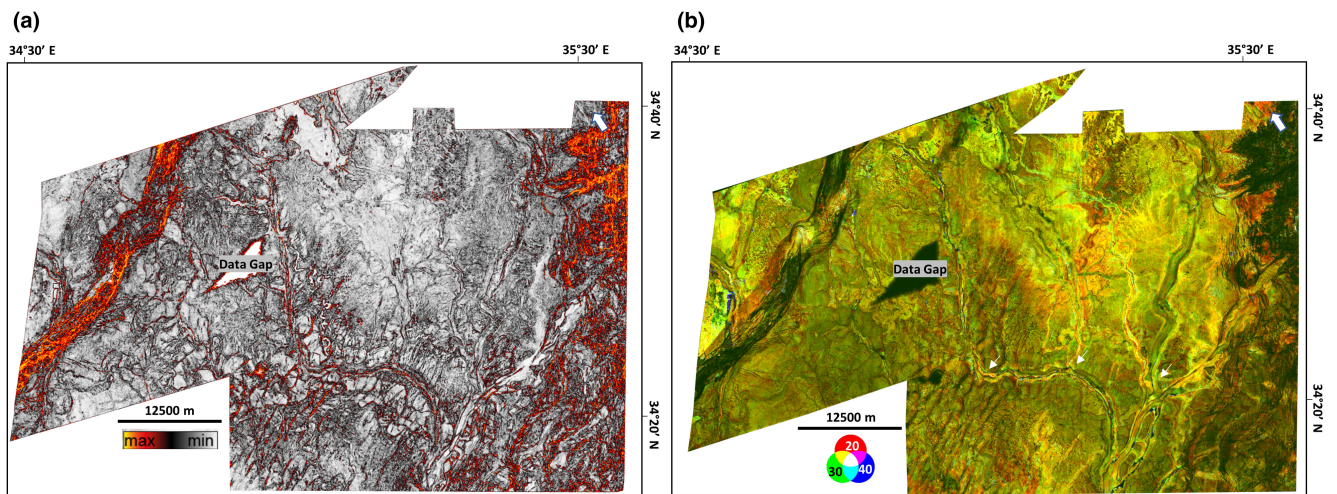 (a)
34°30′ E
35°30′ E
34°40′ N
Data Gap
12500 m
max
min
34°20′ N
(b)
34°30′ E
35°30′ E
34°40′ N
Data Gap
12500 m
20
30
40
34°20′ N